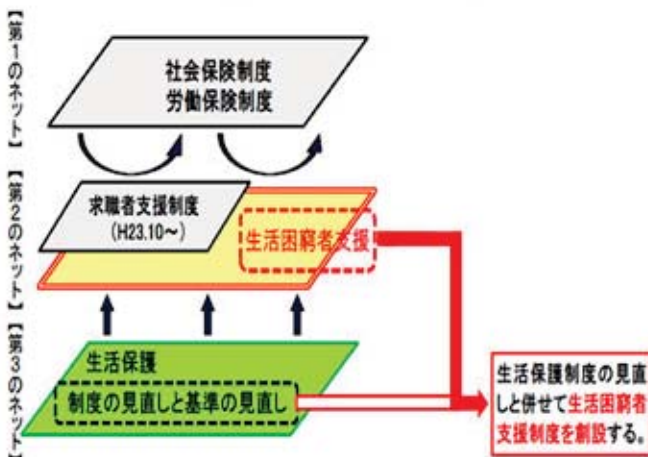 【第1のネット】
社会保険制度
労働保険制度
【第2のネット】
求職者支援制度
(H23.10～)
生活困窮者支援
【第3のネット】
生活保護
制度の見直しと基準の見直し
生活保護制度の見直
しと併せて生活困窮者
支援制度を創設する。